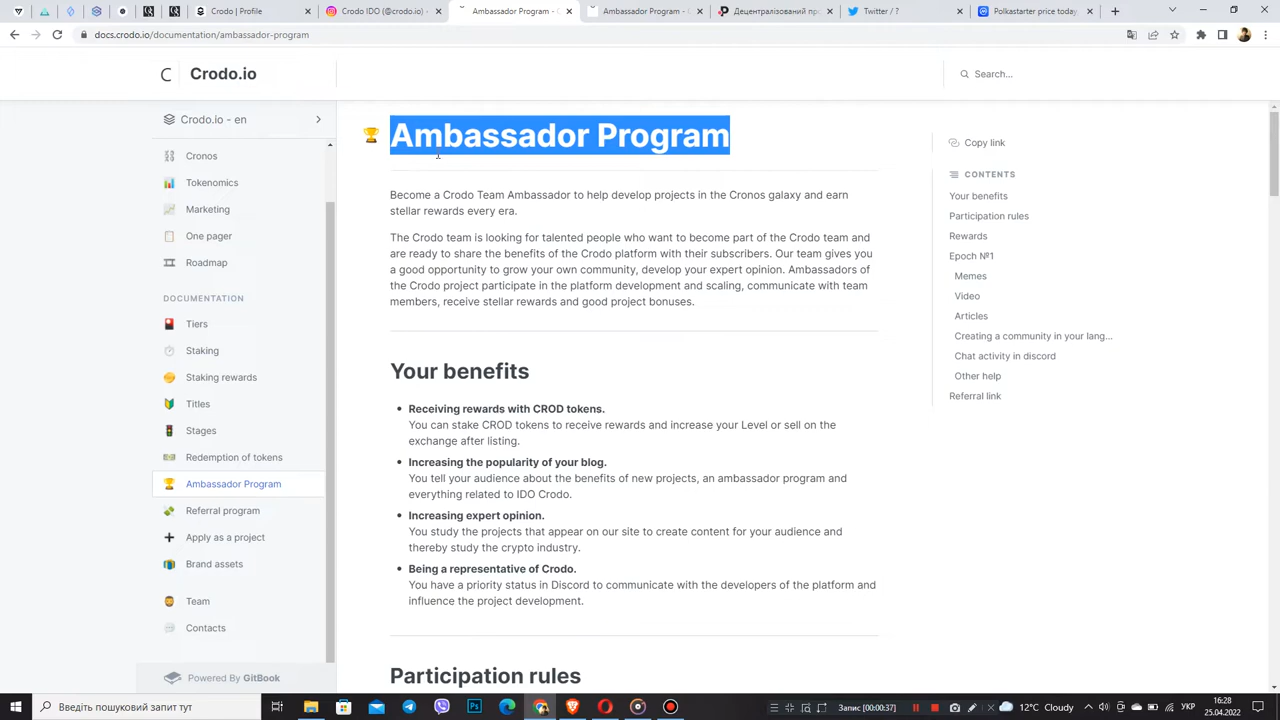 Crodo | Profile
Crodo IDO (@crodo.io)
Ambassador Program -
Ambassador Program -
Децентралізований прс
Twitter / ?
Polkastarter price today
docs.crodo.io/documentation/ambassador-program
C
Crodo.io
Search...
Crodo.io - en
Cronos
Tokenomics
Marketing
One pager
Roadmap
DOCUMENTATION
Tiers
Staking
Staking rewards
Titles
Stages
Redemption of tokens
Ambassador Program
Referral program
Apply as a project
Brand assets
Team
Contacts
Powered By GitBook
Ambassador Program
Become a Crodo Team Ambassador to help develop projects in the Cronos galaxy and earn
stellar rewards every era.
The Crodo team is looking for talented people who want to become part of the Crodo team and
are ready to share the benefits of the Crodo platform with their subscribers. Our team gives you
a good opportunity to grow your own community, develop your expert opinion. Ambassadors of
the Crodo project participate in the platform development and scaling, communicate with team
members, receive stellar rewards and good project bonuses.
Your benefits
• Receiving rewards with CROD tokens.
You can stake CROD tokens to receive rewards and increase your Level or sell on the
exchange after listing.
• Increasing the popularity of your blog.
You tell your audience about the benefits of new projects, an ambassador program and
everything related to IDO Crodo.
• Increasing expert opinion.
You study the projects that appear on our site to create content for your audience and
thereby study the crypto industry.
• Being a representative of Crodo.
You have a priority status in Discord to communicate with the developers of the platform and
influence the project development.
Participation rules
Copy link
CONTENTS
Your benefits
Participation rules
Rewards
Epoch №1
Memes
Video
Articles
Creating a community in your lang...
Chat activity in discord
Other help
Referral link
Введіть пошуковий запит тут
Ps
Запис [00:00:37]
12°C Cloudy
УКР
16:28
25.04.2022